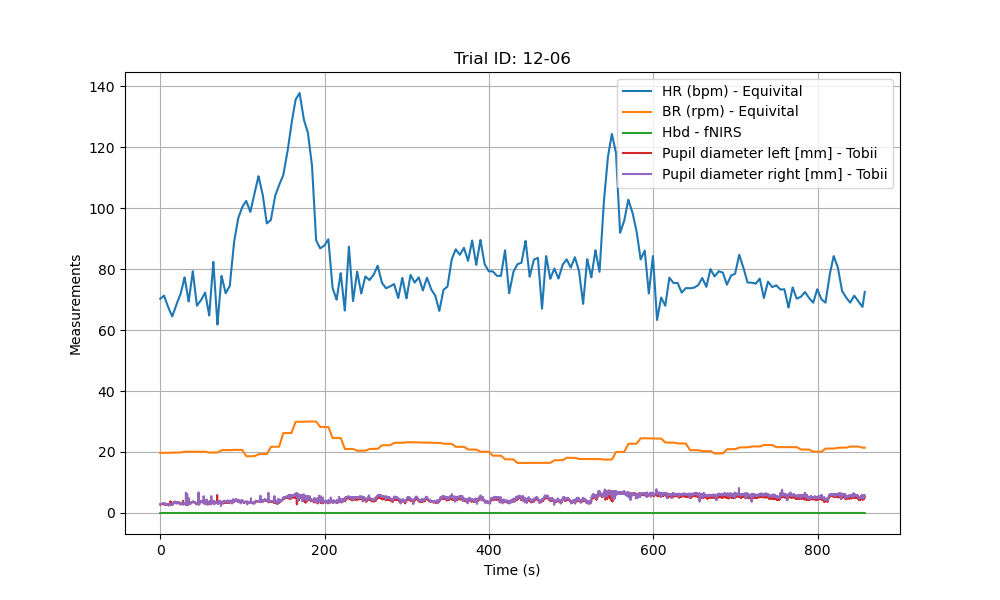 Trial ID: 12-06
HR (bpm) - Equivital
BR (rpm) - Equivital
Hbd - fNIRS
Pupil diameter left [mm] - Tobii
Pupil diameter right [mm] - Tobii
Measurements
140
120
100
80
60
40
20
0
0 200 400 600 800
Time (s)